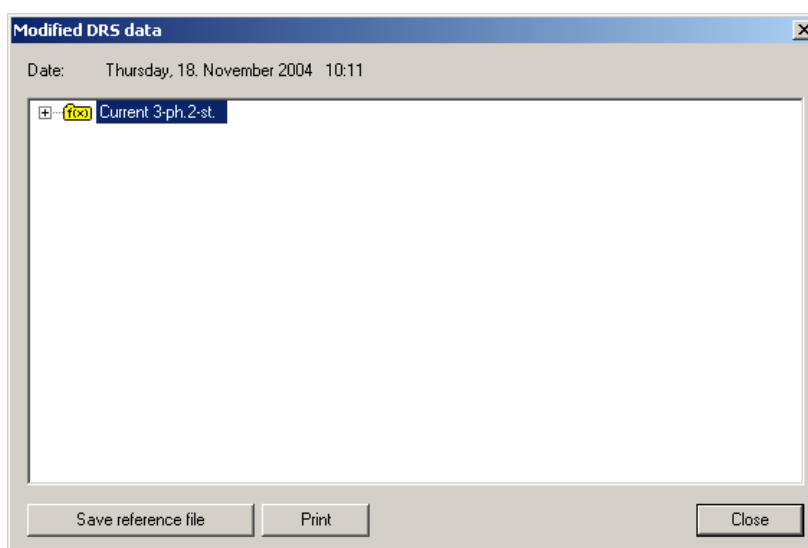 Modified DRS data
Date: Thursday, 18. November 2004 10:11
f(x) Current 3-ph.2-st.
Save reference file Print Close